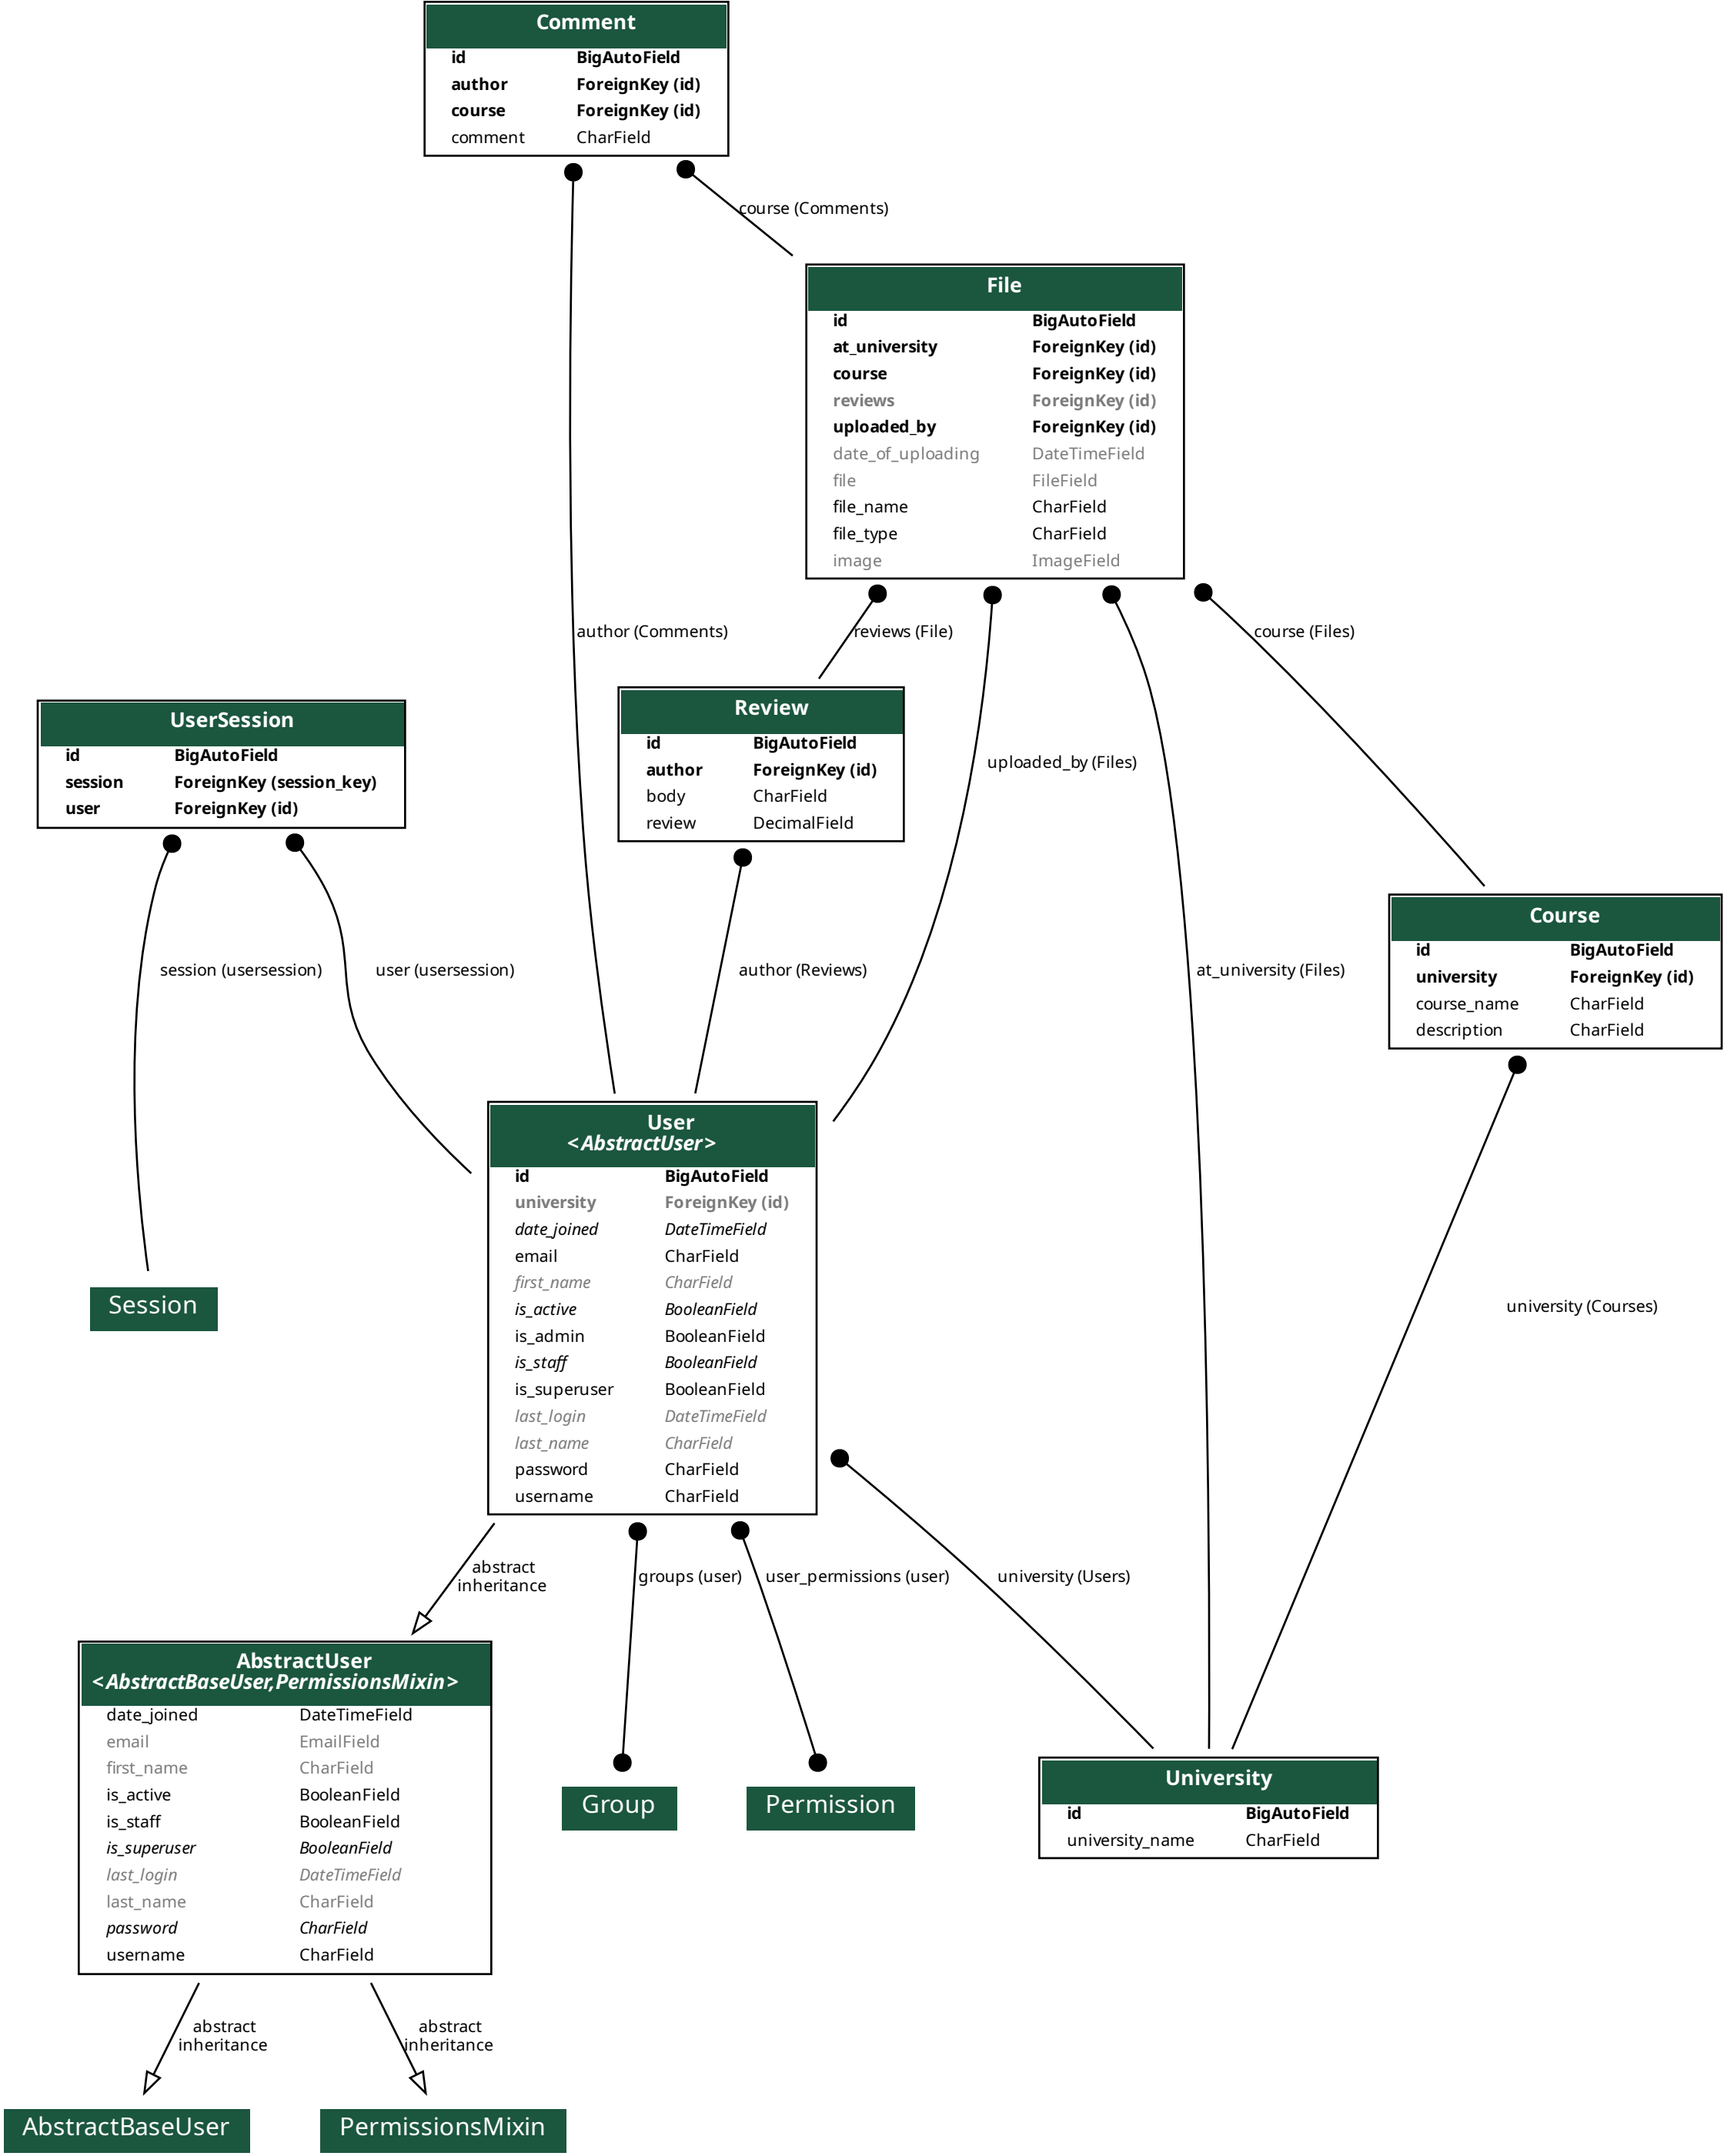 Comment
id BigAutoField
author ForeignKey (id)
course ForeignKey (id)
comment CharField
course (Comments)
File
id BigAutoField
at_university ForeignKey (id)
course ForeignKey (id)
reviews ForeignKey (id)
uploaded_by ForeignKey (id)
date_of_uploading DateTimeField
file FileField
file_name CharField
file_type CharField
image ImageField
author (Comments)
reviews (File)
course (Files)
UserSession
id BigAutoField
session ForeignKey (session_key)
user ForeignKey (id)
Review
id BigAutoField
author ForeignKey (id)
body CharField
review DecimalField
uploaded_by (Files)
Course
id BigAutoField
university ForeignKey (id)
course_name CharField
description CharField
session (usersession)
user (usersession)
author (Reviews)
at_university (Files)
User
<AbstractUser>
id BigAutoField
university ForeignKey (id)
date_joined DateTimeField
email CharField
first_name CharField
is_active BooleanField
is_admin BooleanField
is_staff BooleanField
is_superuser BooleanField
last_login DateTimeField
last_name CharField
password CharField
username CharField
Session
university (Courses)
abstract
inheritance
groups (user)
user_permissions (user)
university (Users)
AbstractUser
<AbstractBaseUser,PermissionsMixin>
date_joined DateTimeField
email EmailField
first_name CharField
is_active BooleanField
is_staff BooleanField
is_superuser BooleanField
last_login DateTimeField
last_name CharField
password CharField
username CharField
Group
Permission
University
id BigAutoField
university_name CharField
abstract
inheritance
abstract
inheritance
AbstractBaseUser
PermissionsMixin